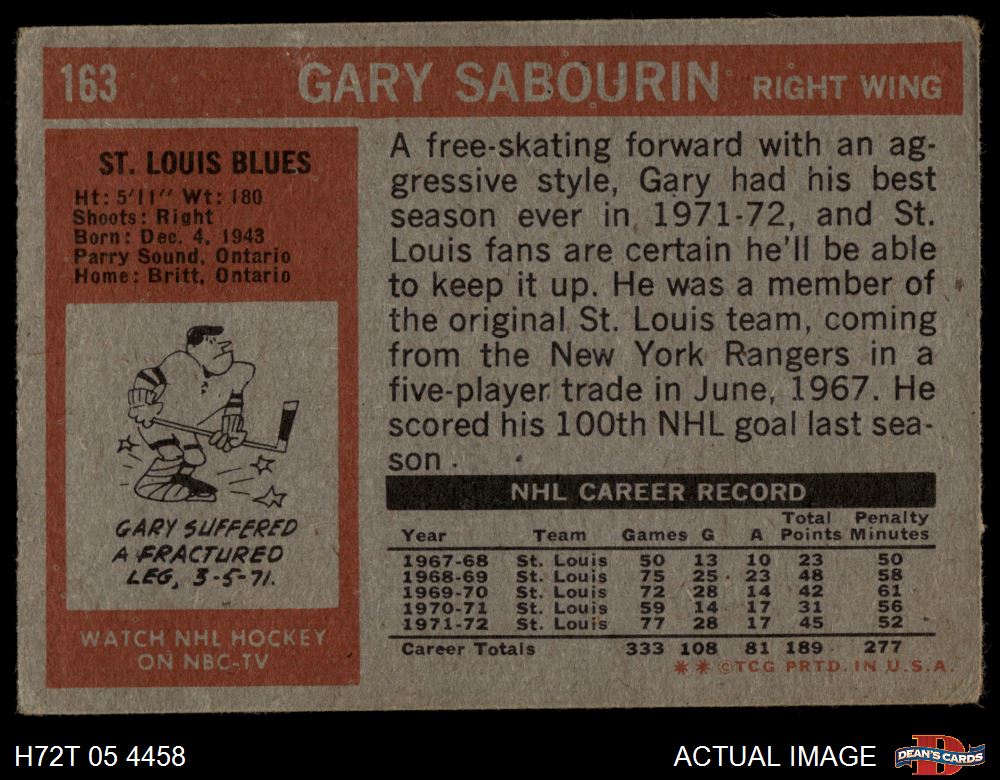 163 GARY SABOURIN RIGHT WING
ST. LOUIS BLUES
Ht: 5'11" Wt: 180
Shoots: Right
Born: Dec. 4, 1943
Parry Sound, Ontario
Home: Britt, Ontario
GARY SUFFERED
A FRACTURED
LEG, 3-5-71.
WATCH NHL HOCKEY
ON NBC-TV
A free-skating forward with an ag-
gressive style, Gary had his best
season ever in 1971-72, and St.
Louis fans are certain he'll be able
to keep it up. He was a member of
the original St. Louis team, coming
from the New York Rangers in a
five-player trade in June, 1967. He
scored his 100th NHL goal last sea-
son.
NHL CAREER RECORD
Year Team Games G A Total Points Penalty Minutes
1967-68 St. Louis 50 13 10 23 50
1968-69 St. Louis 75 25 23 48 58
1969-70 St. Louis 72 28 14 42 61
1970-71 St. Louis 59 14 17 31 56
1971-72 St. Louis 77 28 17 45 52
Career Totals 333 108 81 189 277
** ©TCG PRTD. IN U.S.A.
H72T 05 4458
ACTUAL IMAGE
D
DEAN'S CARDS